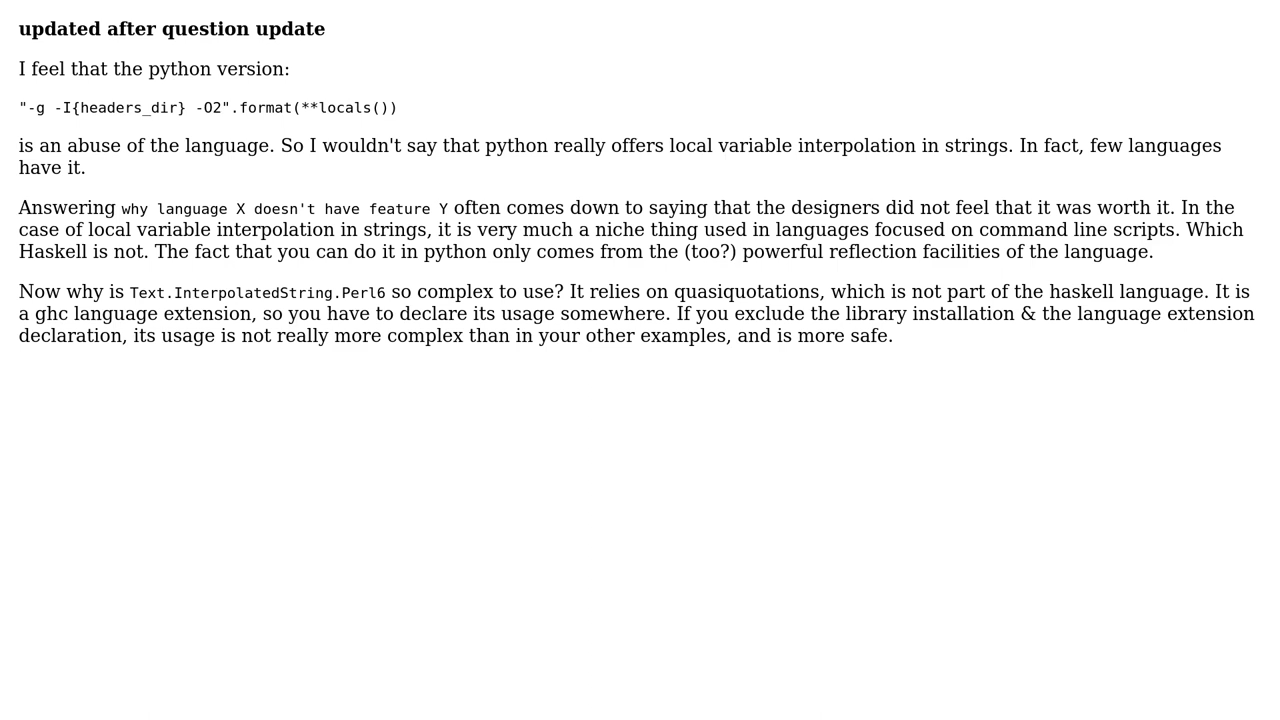 updated after question update
I feel that the python version:
"-g -I{headers_dir} -O2".format(**locals())
is an abuse of the language. So I wouldn't say that python really offers local variable interpolation in strings. In fact, few languages
have it.
Answering why language X doesn't have feature Y often comes down to saying that the designers did not feel that it was worth it. In the
case of local variable interpolation in strings, it is very much a niche thing used in languages focused on command line scripts. Which
Haskell is not. The fact that you can do it in python only comes from the (too?) powerful reflection facilities of the language.
Now why is Text.InterpolatedString.Perl6 so complex to use? It relies on quasiquotations, which is not part of the haskell language. It is
a ghc language extension, so you have to declare its usage somewhere. If you exclude the library installation & the language extension
declaration, its usage is not really more complex than in your other examples, and is more safe.